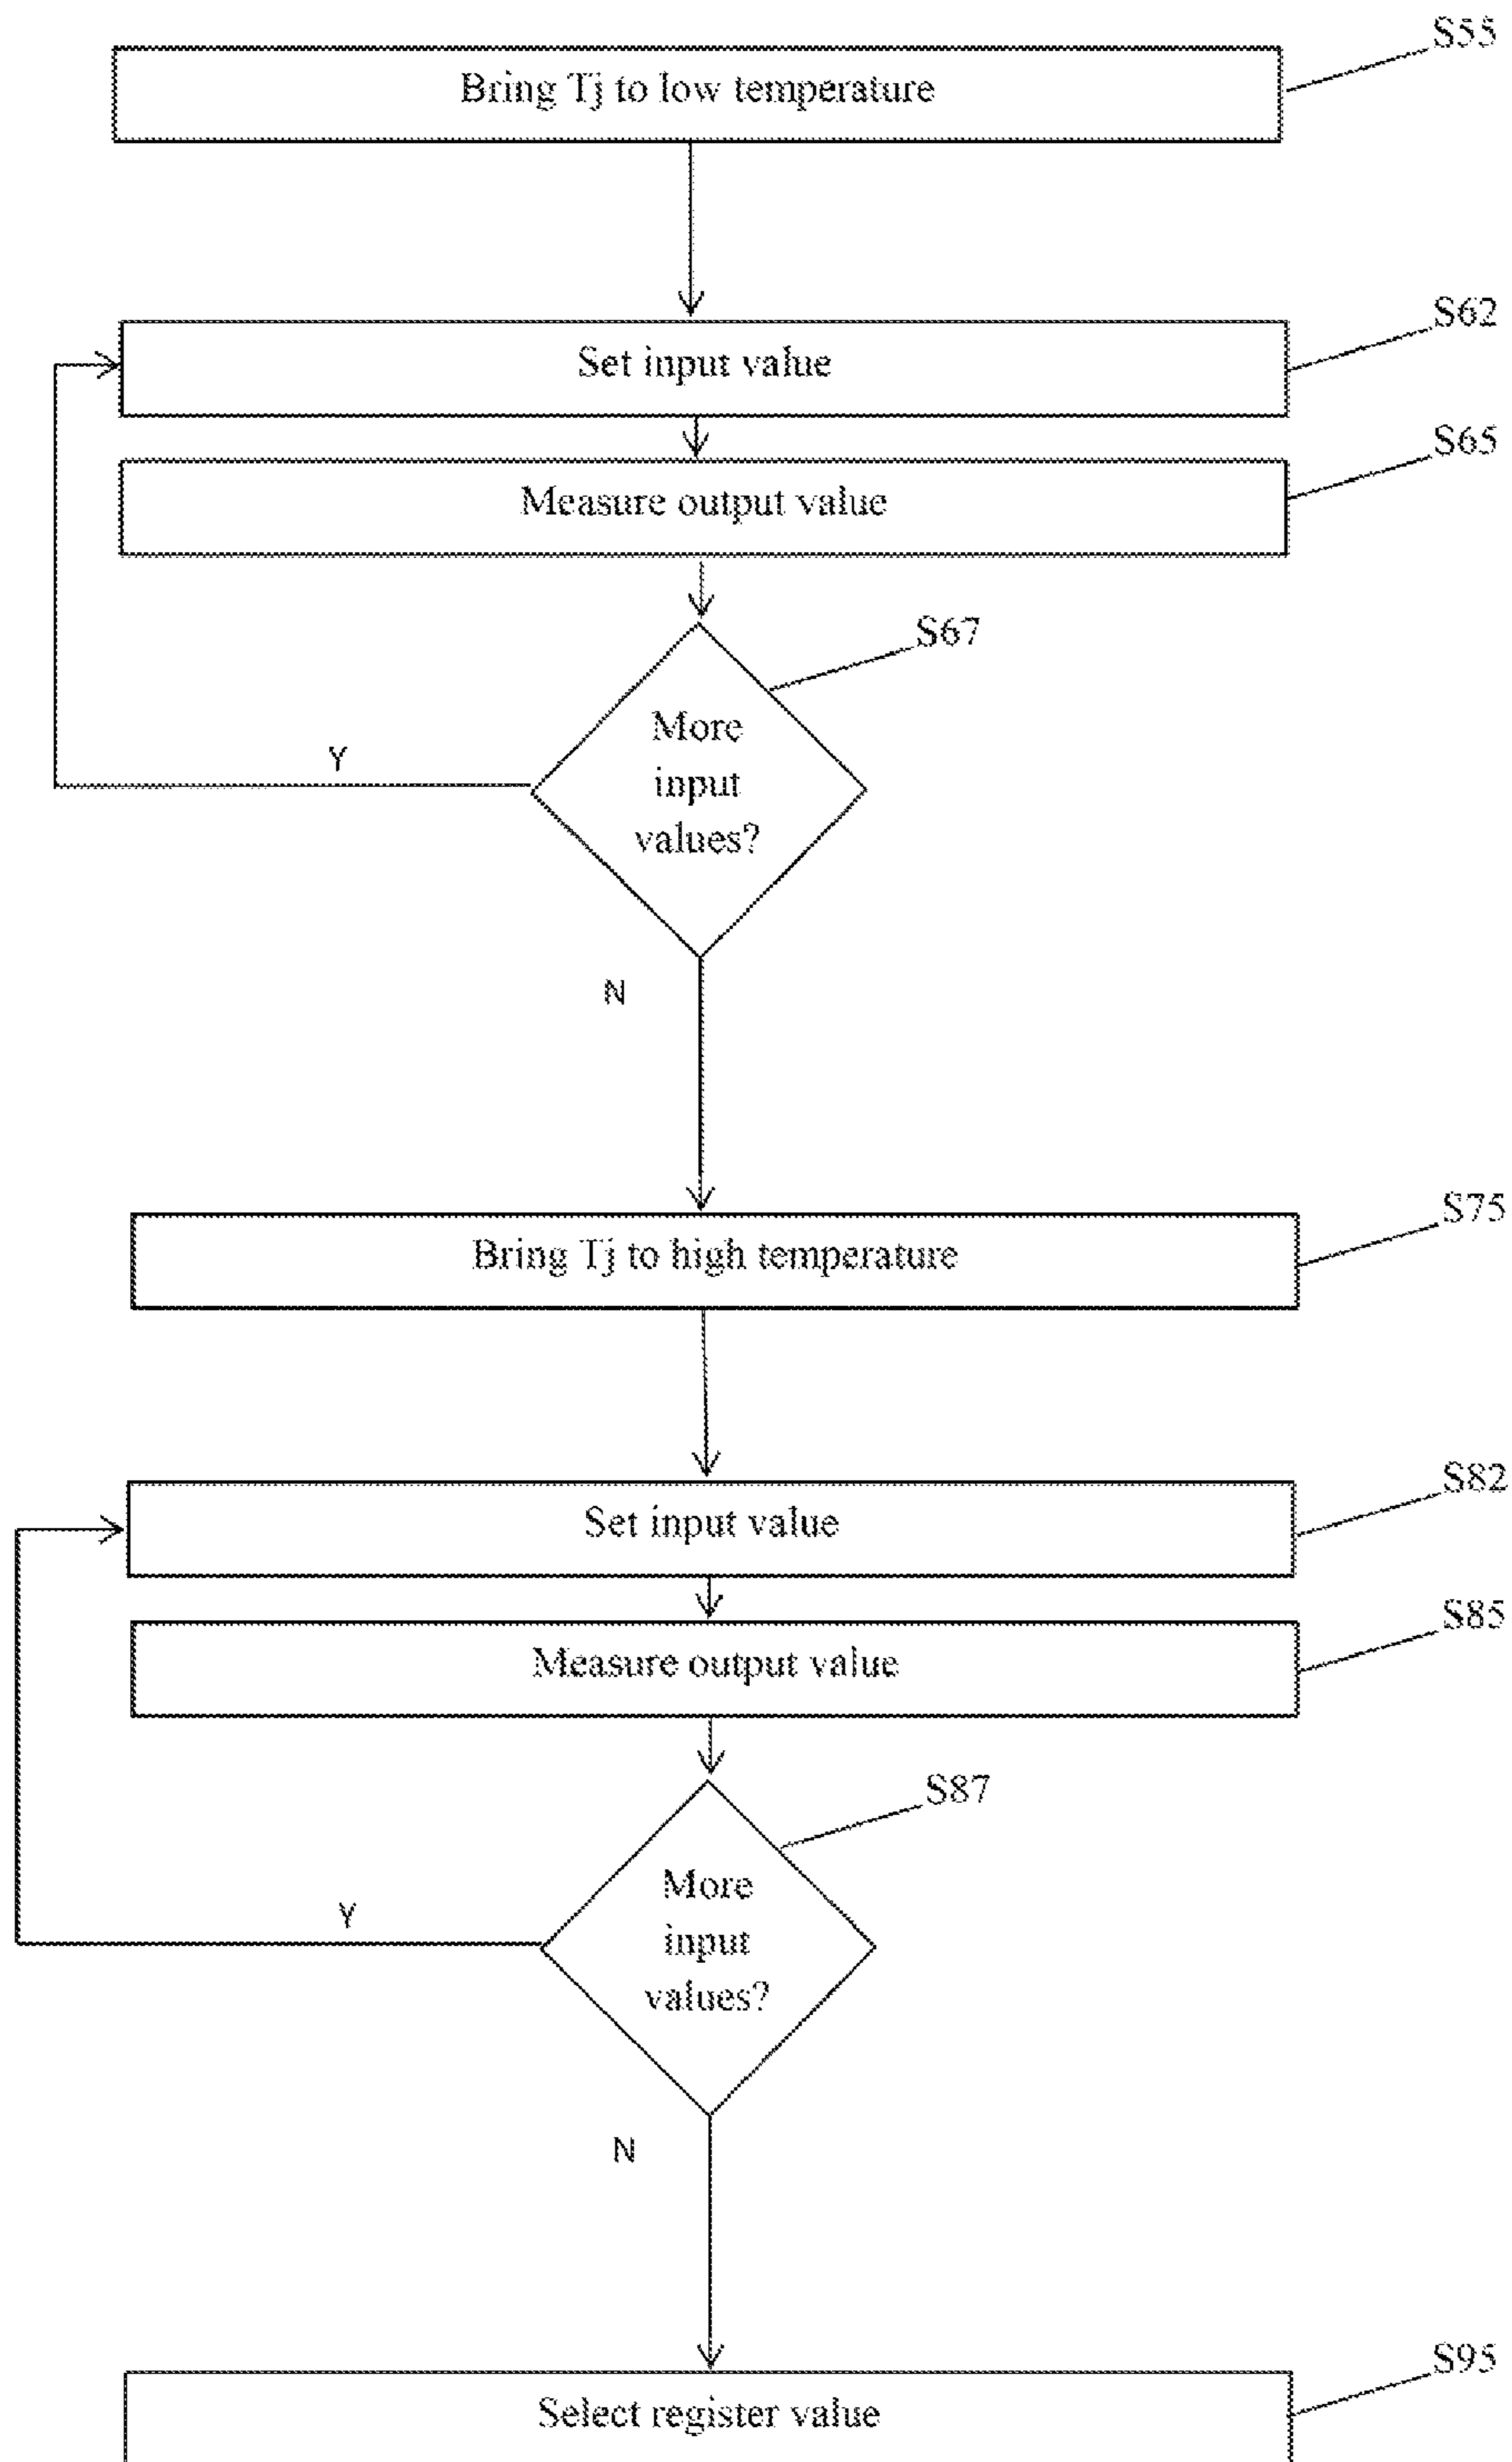 S55
Bring Tj to low temperature
S62
Set input value
S65
Measure output value
S67
More
input
values?
Y
N
S75
Bring Tj to high temperature
S82
Set input value
S85
Measure output value
S87
More
input
values?
Y
N
S95
Select register value